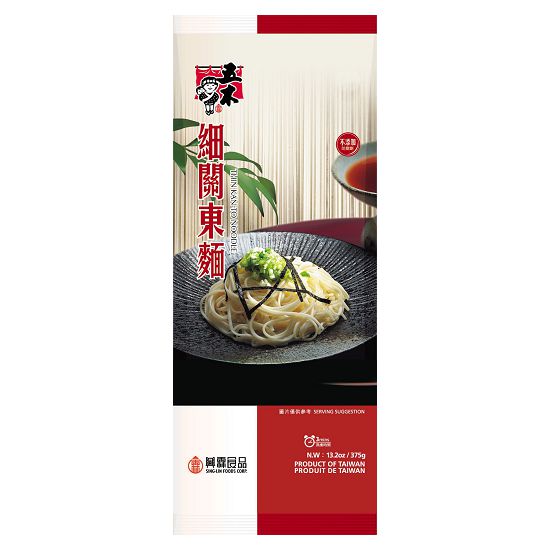 五木
細關東麵
THIN KANTO NOODLE
不添加
圖片僅供參考 SERVING SUGGESTION
N.W：13.2oz / 375g
PRODUCT OF TAIWAN
PRODUIT DE TAIWAN
興霖食品
SING-LIN FOODS CORP.